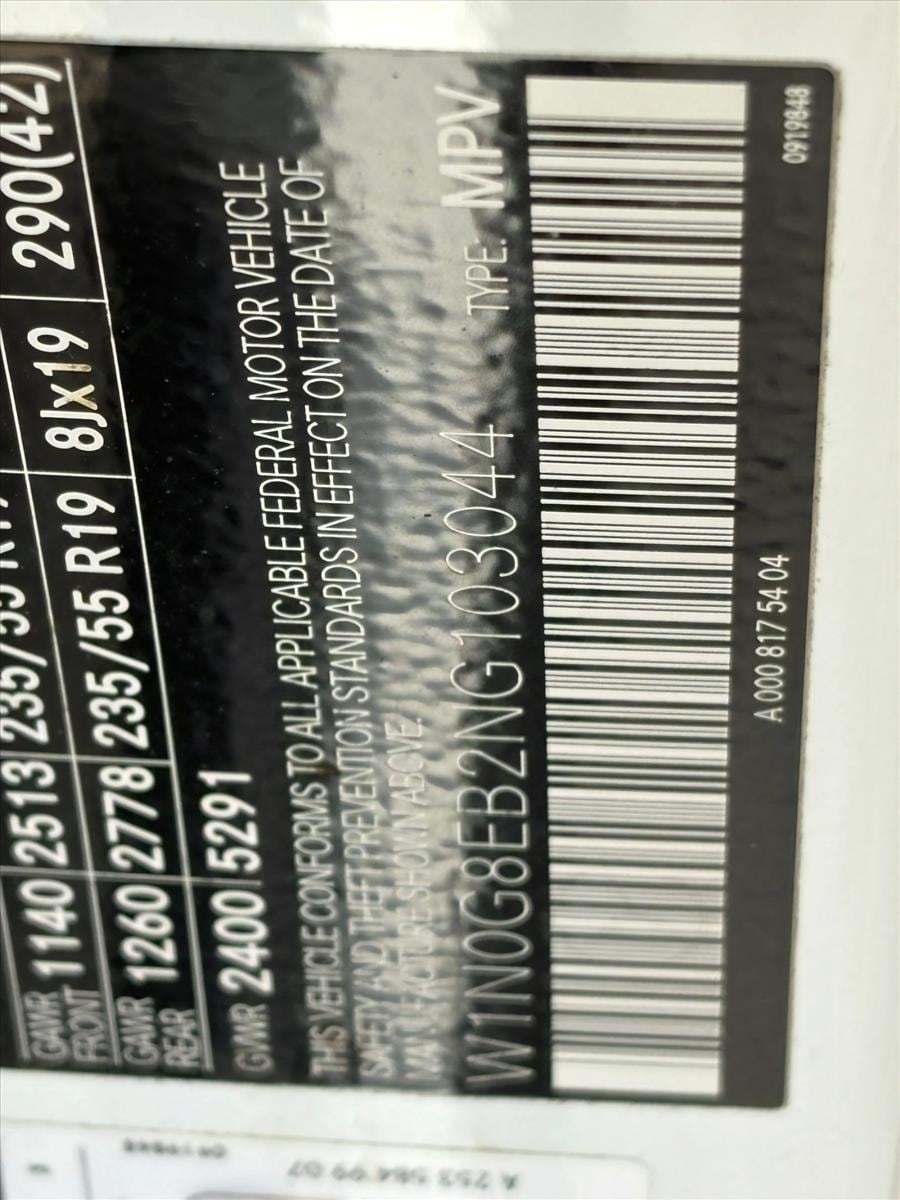 GAWR FRONT 1140 2513 235/55 R19
GAWR REAR 1260 2778 235/55 R19 8Jx19 290(42)
GVWR 2400 5291
THIS VEHICLE CONFORMS TO ALL APPLICABLE FEDERAL MOTOR VEHICLE
SAFETY AND THEFT PREVENTION STANDARDS IN EFFECT ON THE DATE OF
MANUFACTURE SHOWN ABOVE.
W1N0G8EB2NG103044 TYPE: MPV
A 000 817 54 04
0919848
A 253 584 99 07